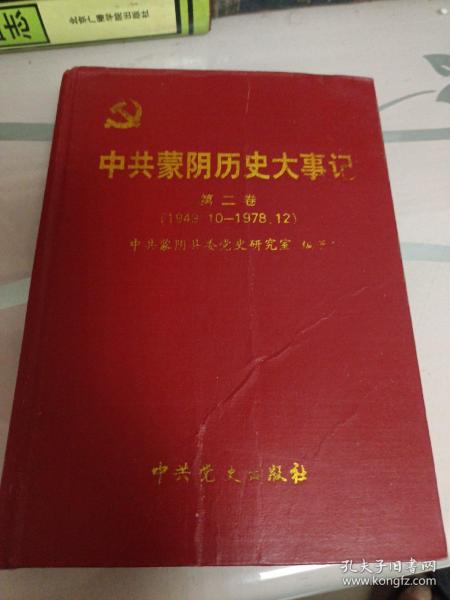 志
中共蒙阴历史大事记
第二卷
(1949.10—1978.12)
中共蒙阴县委党史研究室 编
中共党史出版社
孔夫子旧书网
www.kongfz.com